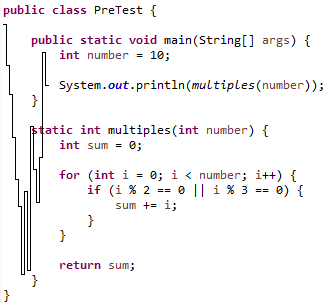 public class PreTest {
public static void main(String[] args) {
int number = 10;
System.out.println(multiples(number));
}
static int multiples(int number) {
int sum = 0;
for (int i = 0; i < number; i++) {
if (i % 2 == 0 || i % 3 == 0) {
sum += i;
}
}
return sum;
}
}